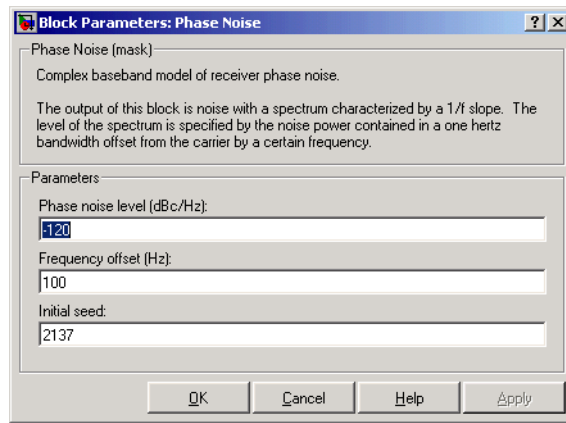 Block Parameters: Phase Noise
Phase Noise (mask)
Complex baseband model of receiver phase noise.
The output of this block is noise with a spectrum characterized by a 1/f slope. The
level of the spectrum is specified by the noise power contained in a one hertz
bandwidth offset from the carrier by a certain frequency.
Parameters
Phase noise level (dBc/Hz):
-120
Frequency offset (Hz):
100
Initial seed:
2137
OK Cancel Help Apply